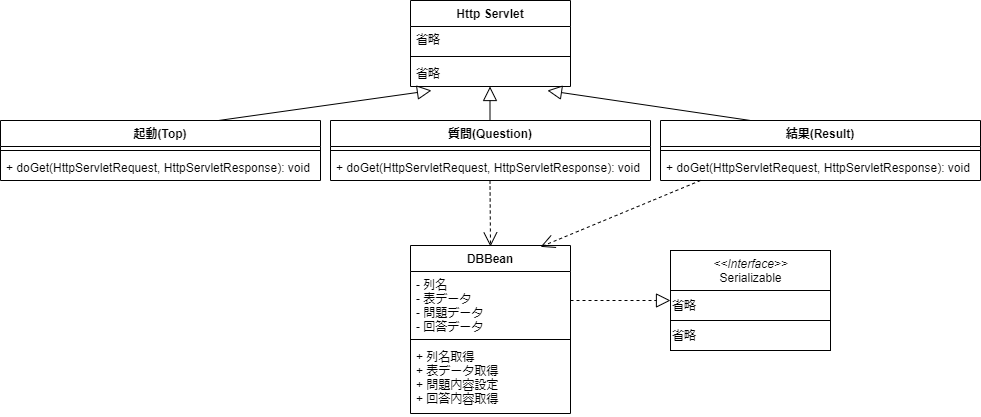 Http Servlet
省略
省略
起動(Top)
+ doGet(HttpServletRequest, HttpServletResponse): void
質問(Question)
+ doGet(HttpServletRequest, HttpServletResponse): void
結果(Result)
+ doGet(HttpServletRequest, HttpServletResponse): void
DBBean
- 列名
- 表データ
- 問題データ
- 回答データ
+ 列名取得
+ 表データ取得
+ 問題内容設定
+ 回答内容取得
<<Interface>>
Serializable
省略
省略